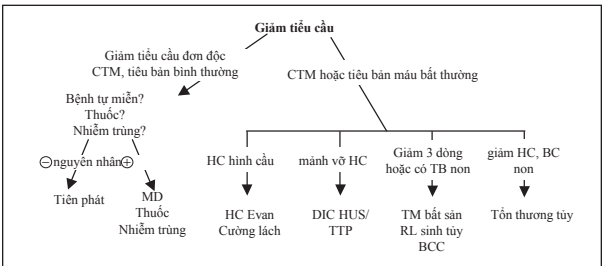 Giảm tiểu cầu
Giảm tiểu cầu đơn độc
CTM, tiêu bản bình thường
CTM hoặc tiêu bản máu bất thường
Bệnh tự miễn?
Thuốc?
Nhiễm trùng?
⊖nguyên nhân⊕
Tiên phát
MD
Thuốc
Nhiễm trùng
HC hình cầu
mảnh vỡ HC
Giảm 3 dòng
hoặc có TB non
giảm HC, BC
non
HC Evan
Cường lách
DIC HUS/
TTP
TM bất sản
RL sinh tủy
BCC
Tổn thương tủy